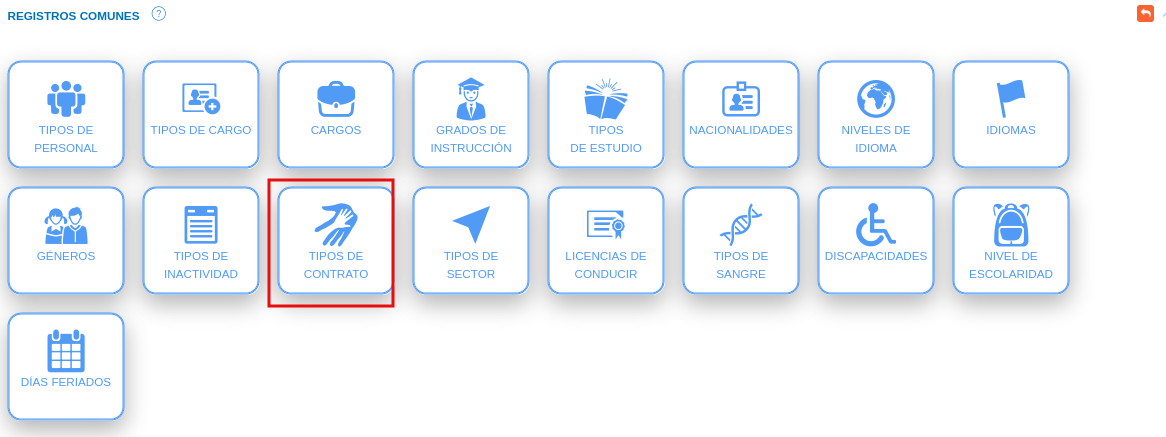 REGISTROS COMUNES ?
TIPOS DE
PERSONAL
TIPOS DE CARGO
CARGOS
GRADOS DE
INSTRUCCIÓN
TIPOS
DE ESTUDIO
NACIONALIDADES
NIVELES DE
IDIOMA
IDIOMAS
GÉNEROS
TIPOS DE
INACTIVIDAD
TIPOS DE
CONTRATO
TIPOS DE
SECTOR
LICENCIAS DE
CONDUCIR
TIPOS DE
SANGRE
DISCAPACIDADES
NIVEL DE
ESCOLARIDAD
DÍAS FERIADOS